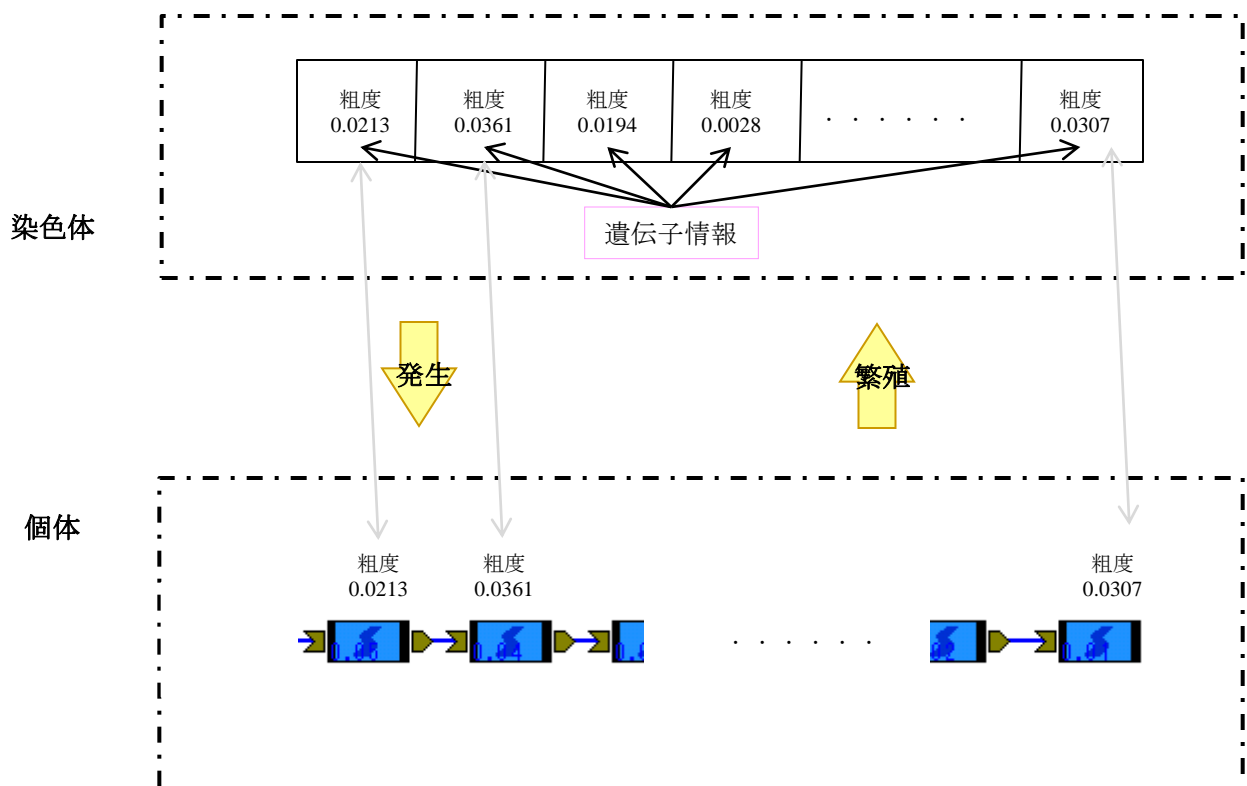 粗度 粗度 粗度 粗度 粗度
0.0213 0.0361 0.0194 0.0028 . . . . . . 0.0307
染色体
遺伝子情報
発生 繁殖
個体
粗度 粗度 粗度
0.0213 0.0361 0.0307
. . . . . .
0.04